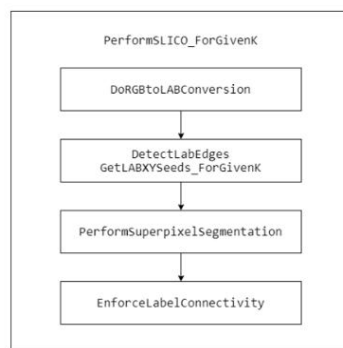 PerformSLICO_ForGivenK
DoRGBtoLABConversion
DetectLabEdges
GetLABXYSeeds_ForGivenK
PerformSuperpixelSegmentation
EnforceLabelConnectivity